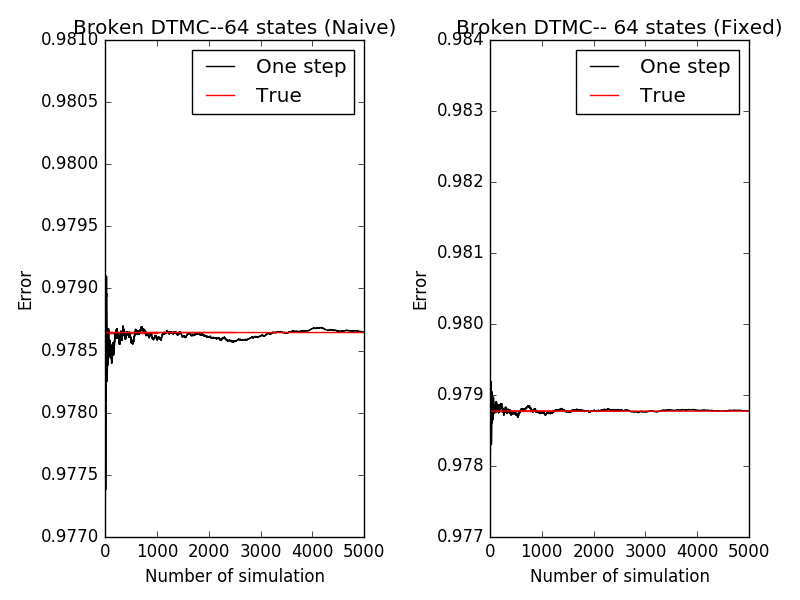 Broken DTMC--64 states (Naive)
0.9810
0.9805
0.9800
0.9795
0.9790
0.9785
0.9780
0.9775
0.9770
Error
One step
True
0 1000 2000 3000 4000 5000
Number of simulation
Broken DTMC-- 64 states (Fixed)
0.984
0.983
0.982
0.981
0.980
0.979
0.978
0.977
Error
One step
True
0 1000 2000 3000 4000 5000
Number of simulation